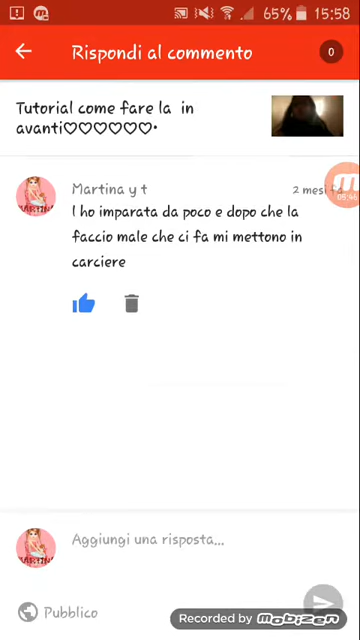 65% 15:58
Rispondi al commento
0
Tutorial come fare la in
avanti♡♡♡♡♡♡•
Martina y t
2 mesi fa
l ho imparata da poco e dopo che la
faccio male che ci fa mi mettono in
carciere
Aggiungi una risposta...
Pubblico
Recorded by Mobizen